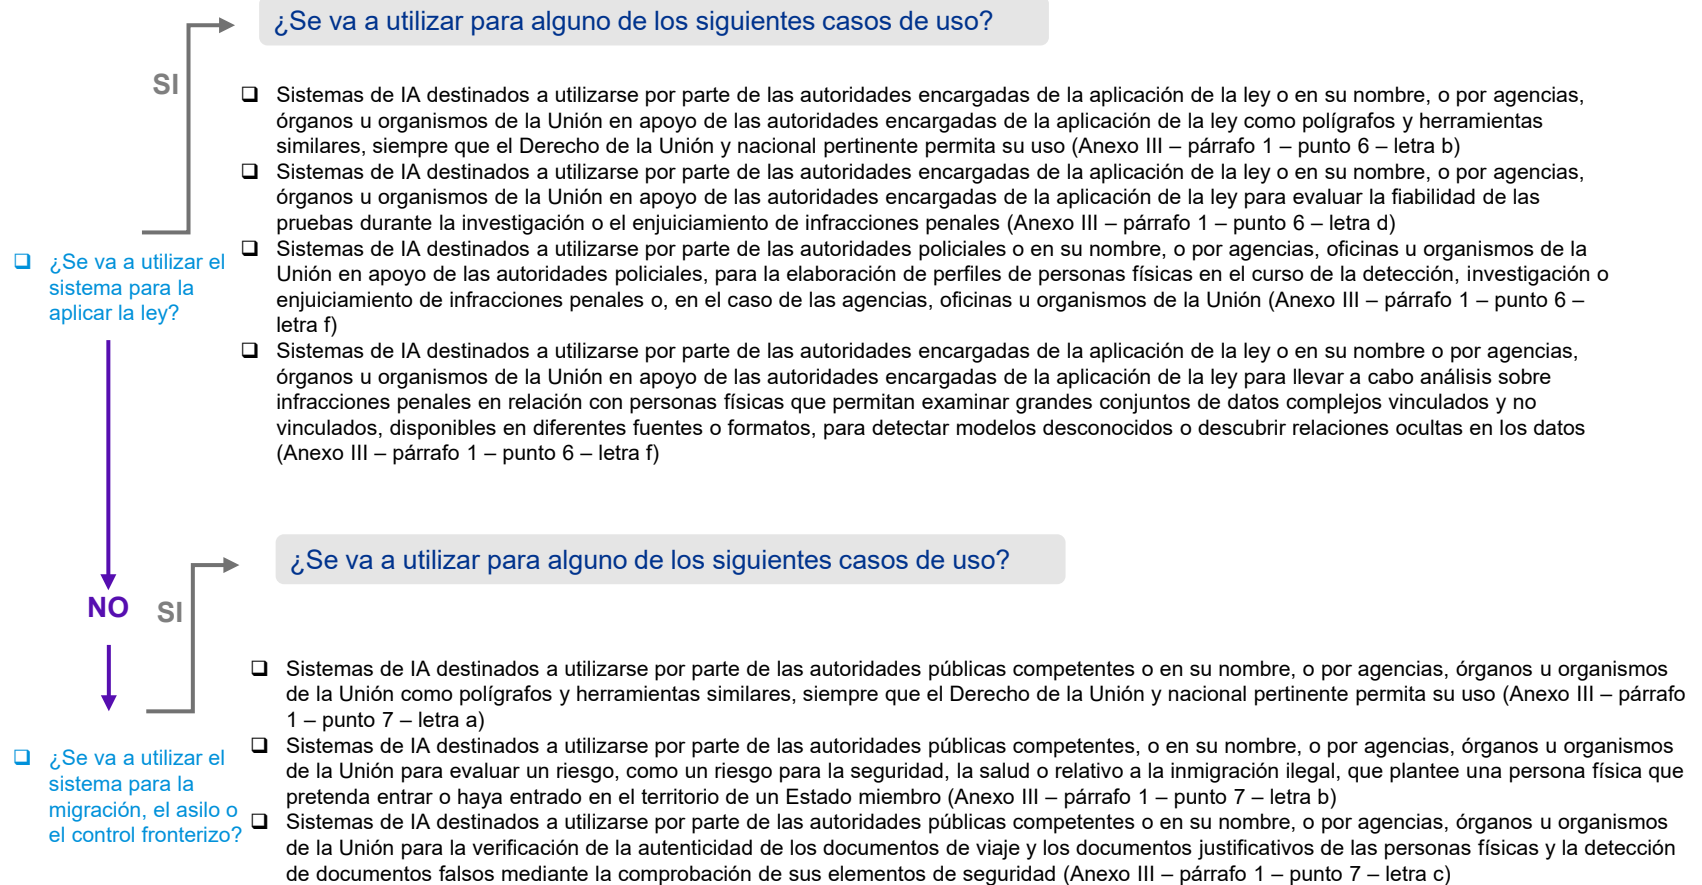 ¿Se va a utilizar para alguno de los siguientes casos de uso?
SI
❑ Sistemas de IA destinados a utilizarse por parte de las autoridades encargadas de la aplicación de la ley o en su nombre, o por agencias,
órganos u organismos de la Unión en apoyo de las autoridades encargadas de la aplicación de la ley como polígrafos y herramientas
similares, siempre que el Derecho de la Unión y nacional pertinente permita su uso (Anexo III – párrafo 1 – punto 6 – letra b)
❑ Sistemas de IA destinados a utilizarse por parte de las autoridades encargadas de la aplicación de la ley o en su nombre, o por agencias,
órganos u organismos de la Unión en apoyo de las autoridades encargadas de la aplicación de la ley para evaluar la fiabilidad de las
pruebas durante la investigación o el enjuiciamiento de infracciones penales (Anexo III – párrafo 1 – punto 6 – letra d)
❑ Sistemas de IA destinados a utilizarse por parte de las autoridades policiales o en su nombre, o por agencias, oficinas u organismos de la
Unión en apoyo de las autoridades policiales, para la elaboración de perfiles de personas físicas en el curso de la detección, investigación o
enjuiciamiento de infracciones penales o, en el caso de las agencias, oficinas u organismos de la Unión (Anexo III – párrafo 1 – punto 6 –
letra f)
❑ Sistemas de IA destinados a utilizarse por parte de las autoridades encargadas de la aplicación de la ley o en su nombre o por agencias,
órganos u organismos de la Unión en apoyo de las autoridades encargadas de la aplicación de la ley para llevar a cabo análisis sobre
infracciones penales en relación con personas físicas que permitan examinar grandes conjuntos de datos complejos vinculados y no
vinculados, disponibles en diferentes fuentes o formatos, para detectar modelos desconocidos o descubrir relaciones ocultas en los datos
(Anexo III – párrafo 1 – punto 6 – letra f)
❑ ¿Se va a utilizar el
sistema para la
aplicar la ley?
NO
SI
¿Se va a utilizar para alguno de los siguientes casos de uso?
❑ Sistemas de IA destinados a utilizarse por parte de las autoridades públicas competentes o en su nombre, o por agencias, órganos u organismos
de la Unión como polígrafos y herramientas similares, siempre que el Derecho de la Unión y nacional pertinente permita su uso (Anexo III – párrafo
1 – punto 7 – letra a)
❑ Sistemas de IA destinados a utilizarse por parte de las autoridades públicas competentes, o en su nombre, o por agencias, órganos u organismos
de la Unión para evaluar un riesgo, como un riesgo para la seguridad, la salud o relativo a la inmigración ilegal, que plantee una persona física que
pretenda entrar o haya entrado en el territorio de un Estado miembro (Anexo III – párrafo 1 – punto 7 – letra b)
❑ Sistemas de IA destinados a utilizarse por parte de las autoridades públicas competentes o en su nombre, o por agencias, órganos u organismos
de la Unión para la verificación de la autenticidad de los documentos de viaje y los documentos justificativos de las personas físicas y la detección
de documentos falsos mediante la comprobación de sus elementos de seguridad (Anexo III – párrafo 1 – punto 7 – letra c)
❑ ¿Se va a utilizar el
sistema para la
migración, el asilo o
el control fronterizo?